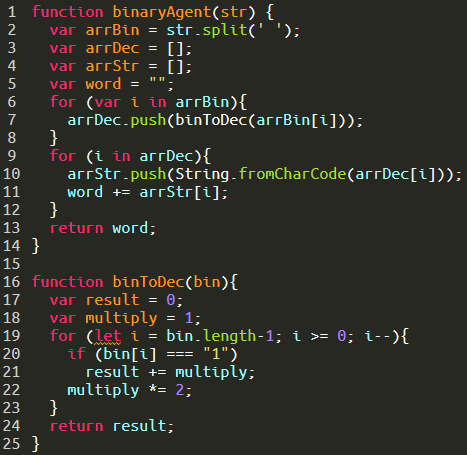 1 function binaryAgent(str) {
2   var arrBin = str.split(' ');
3   var arrDec = [];
4   var arrStr = [];
5   var word = "";
6   for (var i in arrBin){
7     arrDec.push(binToDec(arrBin[i]));
8   }
9   for (i in arrDec){
10     arrStr.push(String.fromCharCode(arrDec[i]));
11     word += arrStr[i];
12   }
13   return word;
14 }
15
16 function binToDec(bin){
17   var result = 0;
18   var multiply = 1;
19   for (let i = bin.length-1; i >= 0; i--){
20     if (bin[i] === "1")
21       result += multiply;
22     multiply *= 2;
23   }
24   return result;
25 }